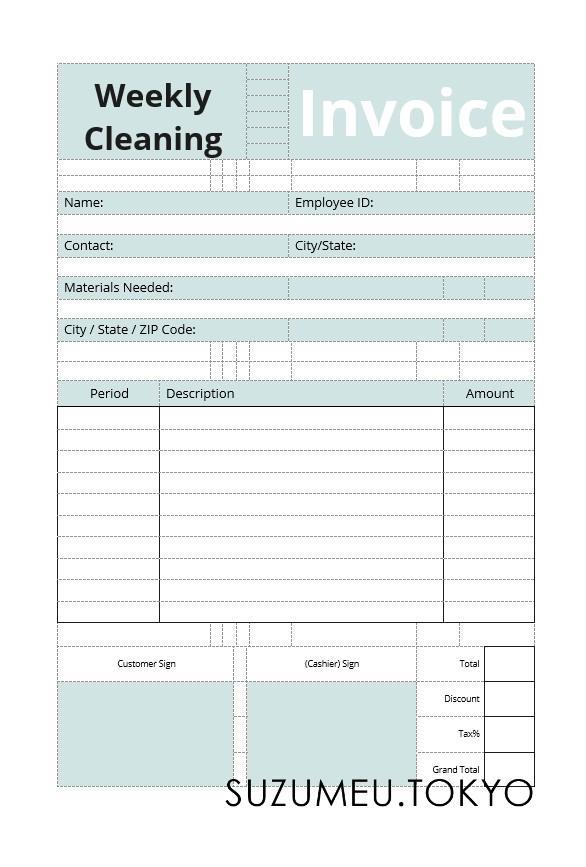 Weekly
Cleaning
Invoice
Name:
Employee ID:
Contact:
City/State:
Materials Needed:
City / State / ZIP Code:
Period
Description
Amount
Customer Sign
(Cashier) Sign
Total
Discount
Tax%
Grand Total
SUZUMEU.TOKYO